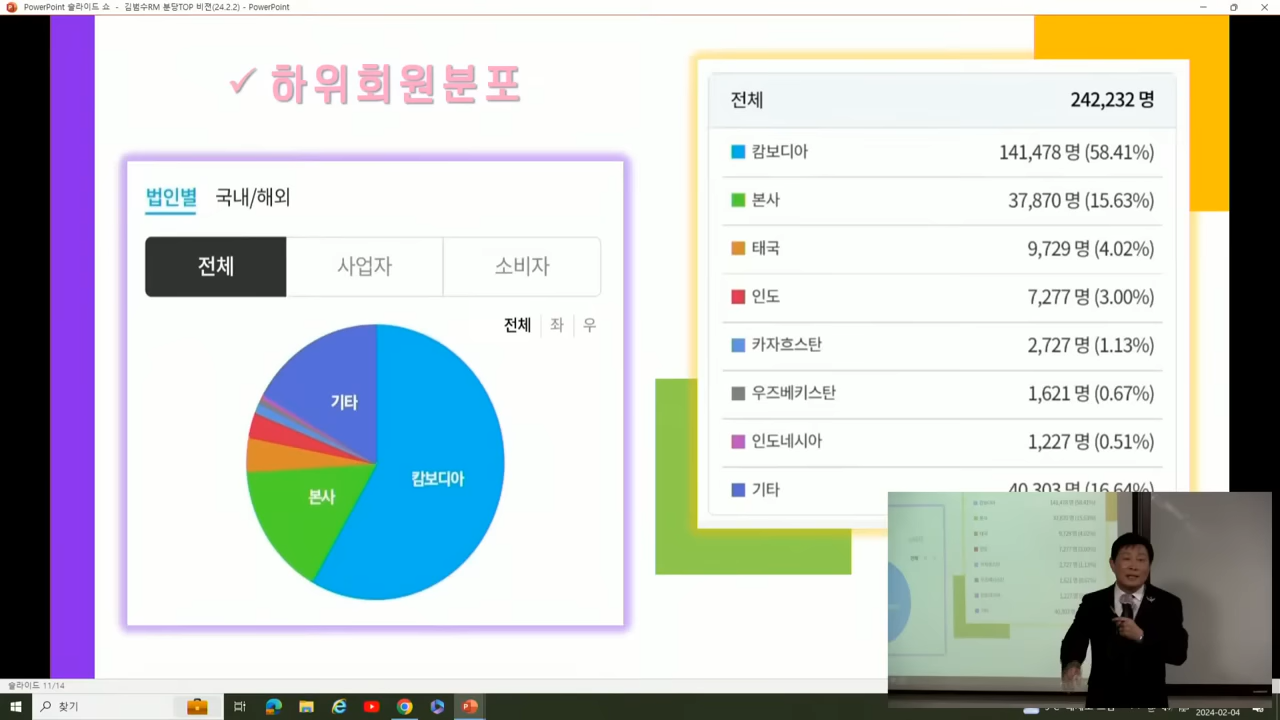 PowerPoint 슬라이드 쇼 - 김범수RM 분당TOP 비젼(24.2.2) - PowerPoint
✓ 하위회원분포
법인별 국내/해외
전체 사업자 소비자
전체 좌 우
기타
캄보디아
본사
전체 242,232 명
캄보디아 141,478 명 (58.41%)
본사 37,870 명 (15.63%)
태국 9,729 명 (4.02%)
인도 7,277 명 (3.00%)
카자흐스탄 2,727 명 (1.13%)
우즈베키스탄 1,621 명 (0.67%)
인도네시아 1,227 명 (0.51%)
기타 40,303 명 (16.64%)
슬라이드 11/14
찾기
2024-02-04